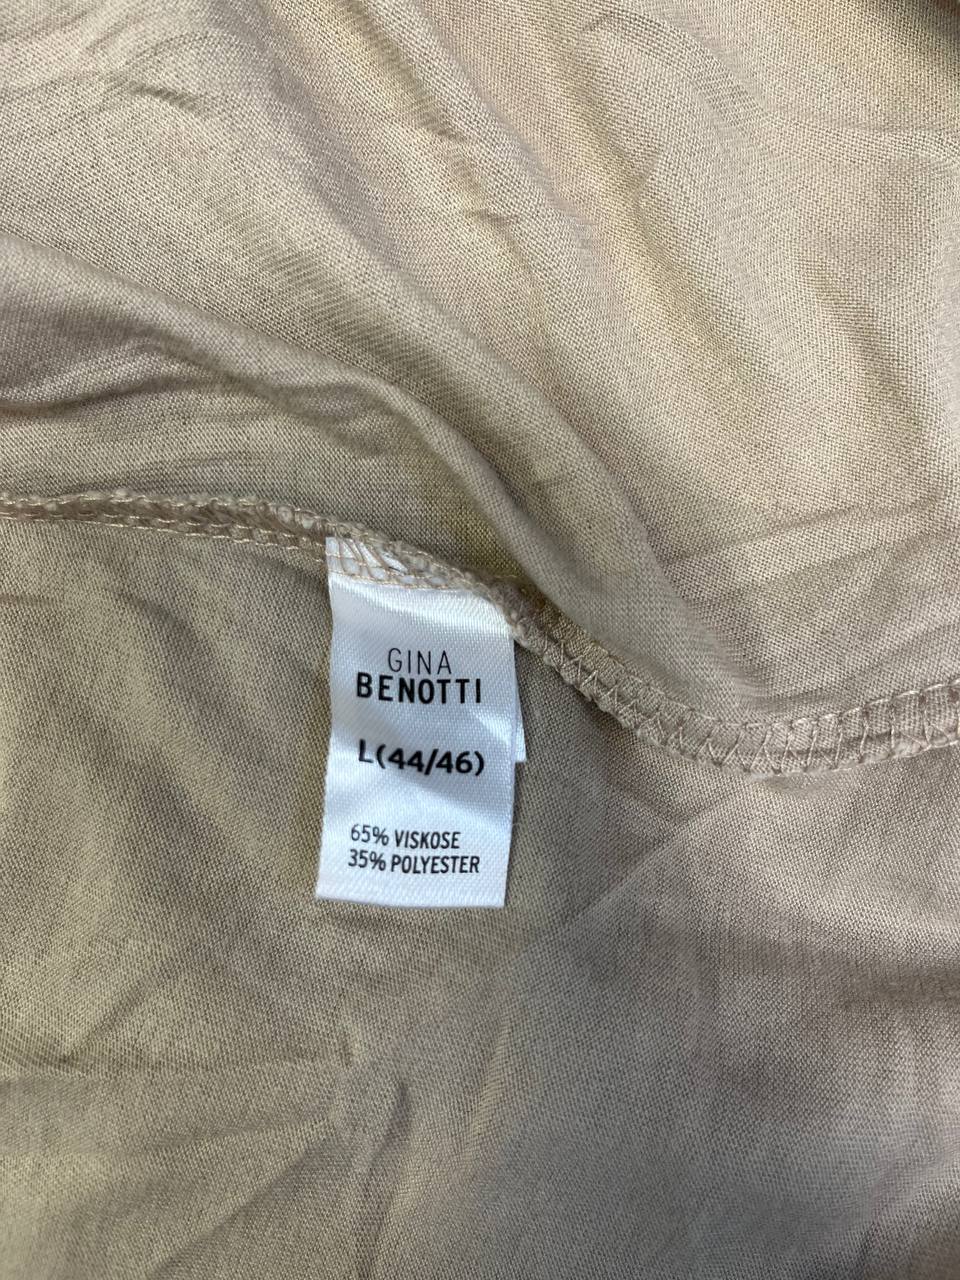 GINA
BENOTTI
L(44/46)
65% VISKOSE
35% POLYESTER